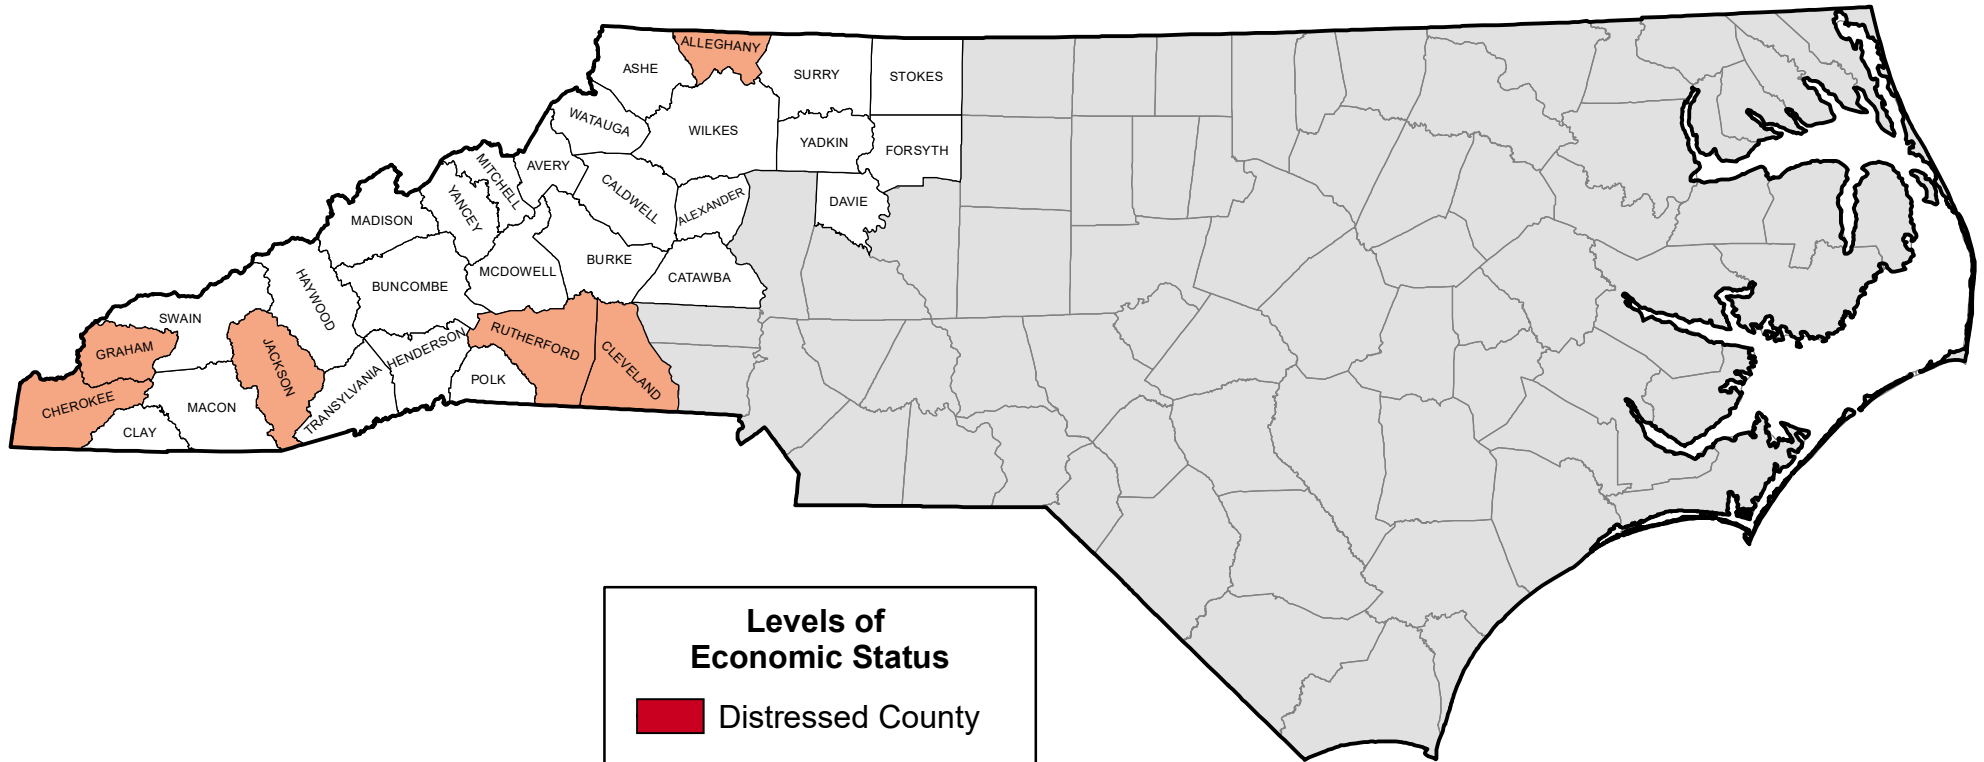 ALLEGHANY
ASHE
SURRY
STOKES
WATAUGA
WILKES
YADKIN
FORSYTH
MITCHELL
AVERY
YANCEY
CALDWELL
ALEXANDER
DAVIE
MADISON
BURKE
MCDOWELL
CATAWBA
BUNCOMBE
HAYWOOD
SWAIN
GRAHAM
JACKSON
HENDERSON
RUTHERFORD
CLEVELAND
POLK
TRANSYLVANIA
CHEROKEE
MACON
CLAY
Levels of
Economic Status
Distressed County